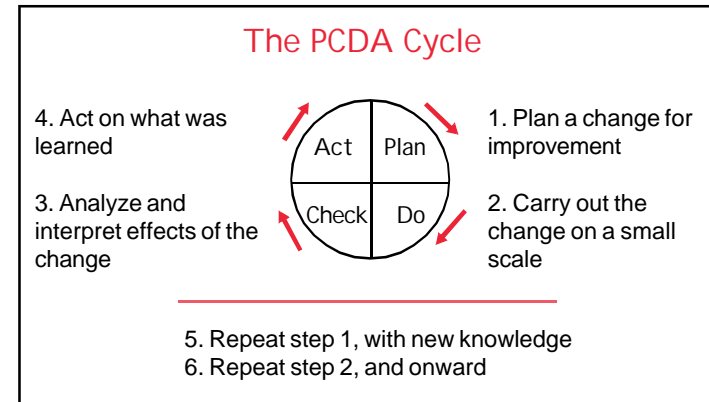 The PCDA Cycle
4. Act on what was
learned
Act
Plan
1. Plan a change for
improvement
3. Analyze and
interpret effects of the
change
Check
Do
2. Carry out the
change on a small
scale
5. Repeat step 1, with new knowledge
6. Repeat step 2, and onward